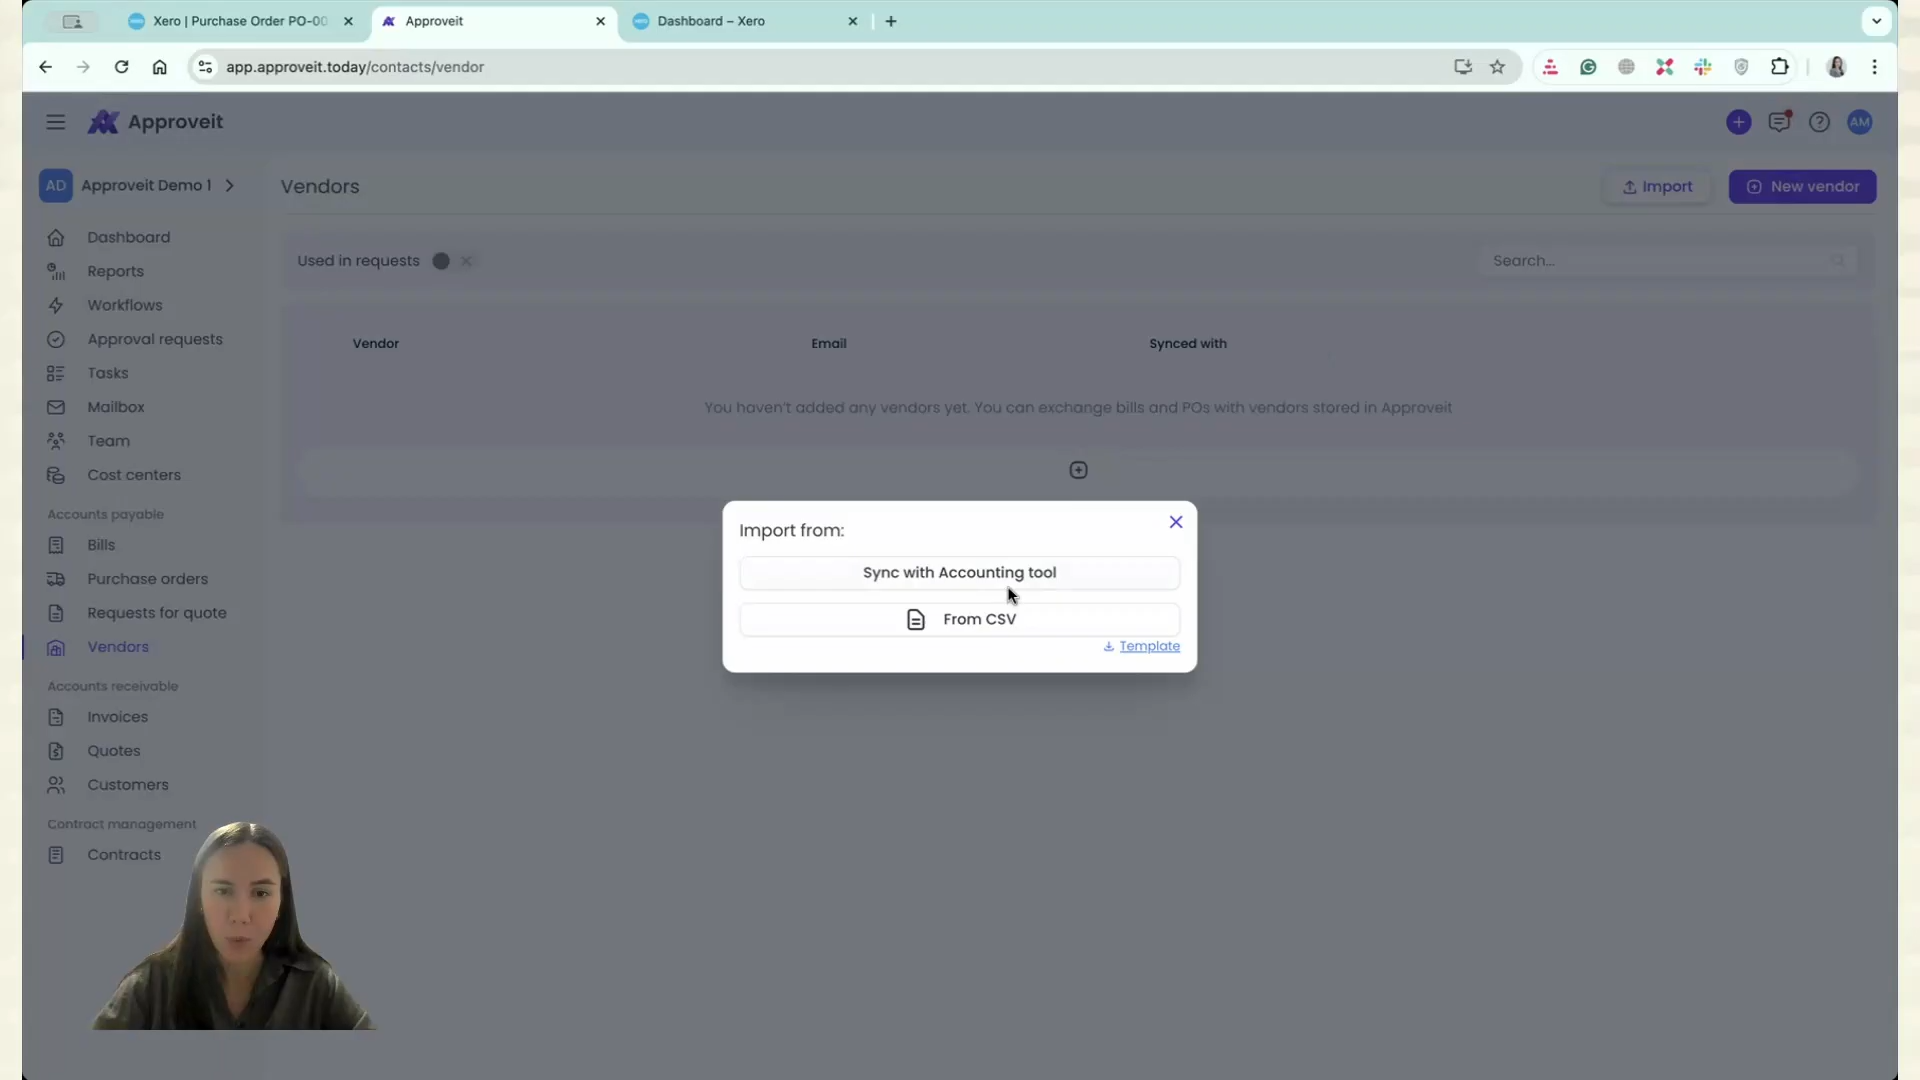 Xero | Purchase Order PO-00
Approveit
Dashboard – Xero
app.approveit.today/contacts/vendor
Approveit
AM
AD Approveit Demo 1
Vendors
Import
New vendor
Dashboard
Used in requests
Search...
Reports
Workflows
Vendor Email Synced with
Approval requests
Tasks
You haven't added any vendors yet. You can exchange bills and POs with vendors stored in Approveit
Mailbox
Team
Cost centers
Accounts payable
Bills
Purchase orders
Requests for quote
Vendors
Accounts receivable
Invoices
Quotes
Customers
Contract management
Contracts
Import from:
Sync with Accounting tool
From CSV
Template